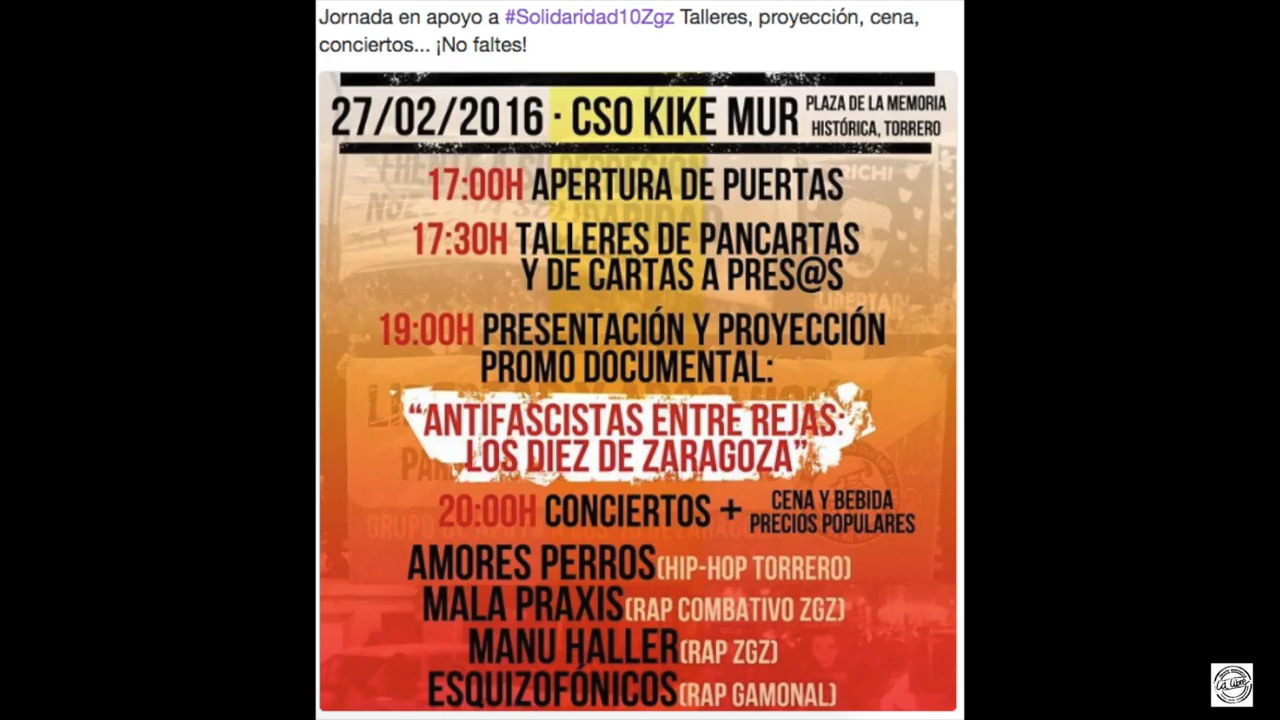 Jornada en apoyo a #Solidaridad10Zgz Talleres, proyección, cena,
conciertos... ¡No faltes!
27/02/2016 · CSO KIKE MUR
PLAZA DE LA MEMORIA
HISTÓRICA, TORRERO
17:00H APERTURA DE PUERTAS
17:30H TALLERES DE PANCARTAS
Y DE CARTAS A PRES@S
19:00H PRESENTACIÓN Y PROYECCIÓN
PROMO DOCUMENTAL:
"ANTIFASCISTAS ENTRE REJAS:
LOS DIEZ DE ZARAGOZA"
20:00H CONCIERTOS +
CENA Y BEBIDA
PRECIOS POPULARES
AMORES PERROS (HIP-HOP TORRERO)
MALA PRAXIS (RAP COMBATIVO ZGZ)
MANU HALLER (RAP ZGZ)
ESQUIZOFÓNICOS (RAP GAMONAL)